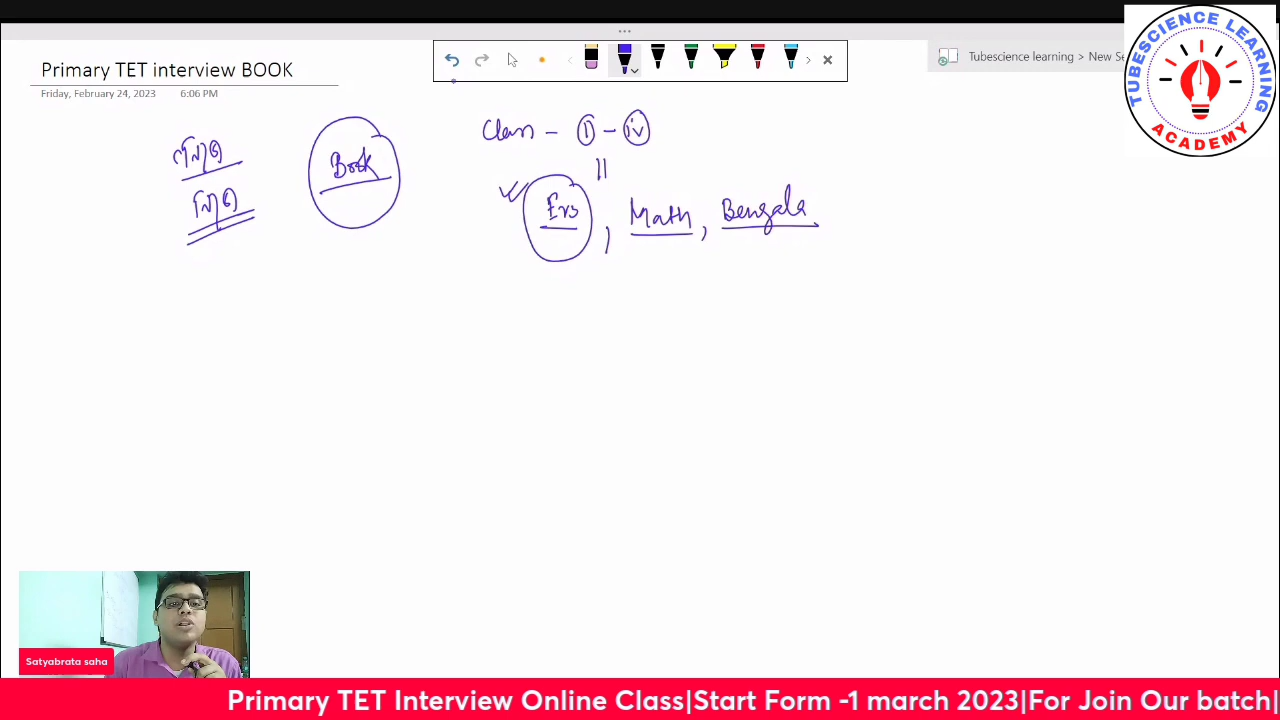 Primary TET interview BOOK
Friday, February 24, 2023 6:06 PM
Tubescience learning > New Se
TUBESCIENCE LEARNING
ACADEMY
Class - i - iv
Book
Evs, Math, Bengala
Satyabrata saha
Primary TET Interview Online Class|Start Form -1 march 2023|For Join Our batch|